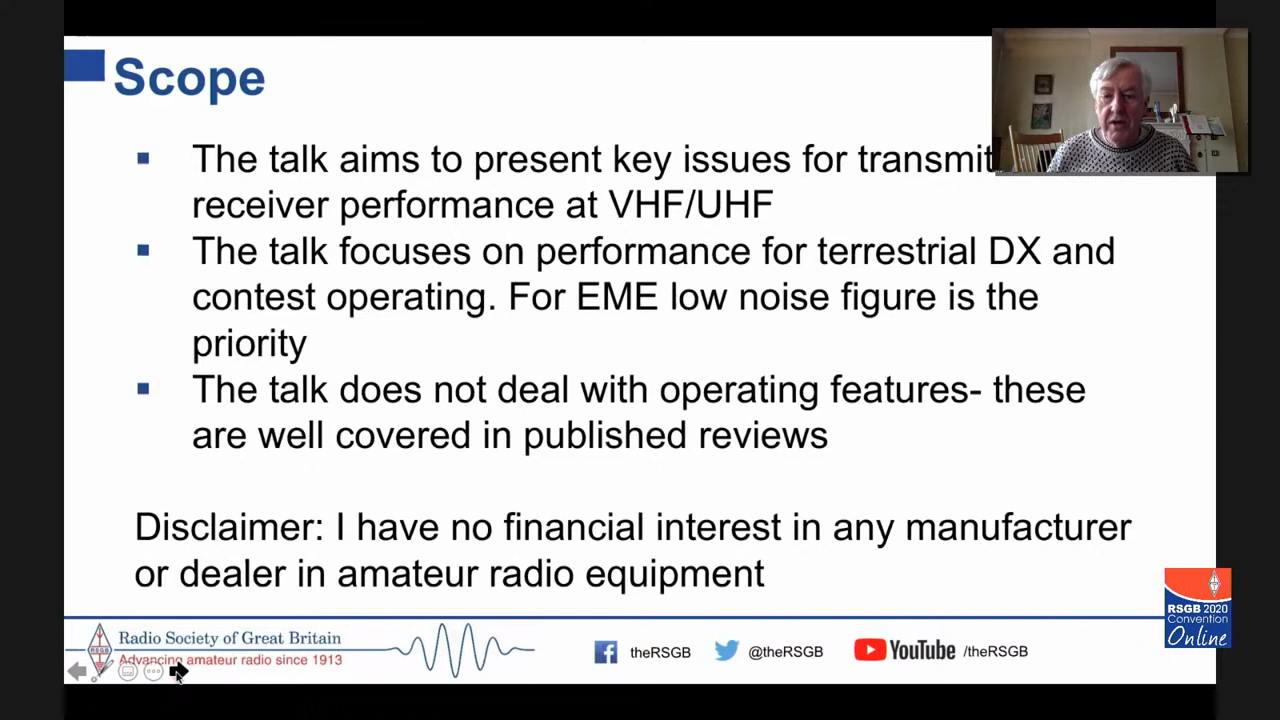 Scope
▪ The talk aims to present key issues for transmit
receiver performance at VHF/UHF
▪ The talk focuses on performance for terrestrial DX and
contest operating. For EME low noise figure is the
priority
▪ The talk does not deal with operating features- these
are well covered in published reviews
Disclaimer: I have no financial interest in any manufacturer
or dealer in amateur radio equipment
RSGB 2020
Convention
Online
Radio Society of Great Britain
Advancing amateur radio since 1913
RSGB
theRSGB
@theRSGB
YouTube /theRSGB